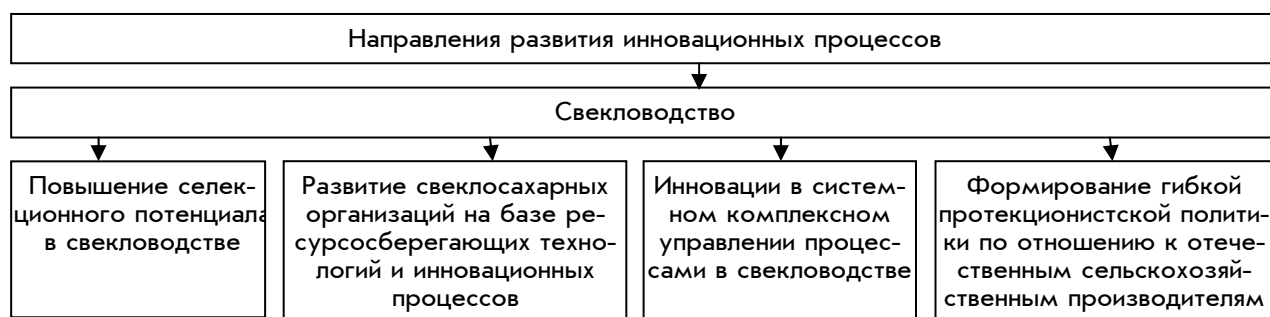 Направления развития инновационных процессов
Свекловодство
Повышение селек-
ционного потенциала
в свекловодстве
Развитие свеклосахарных
организаций на базе ре-
сурсосберегающих техно-
логий и инновационных
процессов
Инновации в систем-
ном комплексном
управлении процес-
сами в свекловодстве
Формирование гибкой
протекционистской полити-
ки по отношению к отече-
ственным сельскохозяй-
ственным производителям